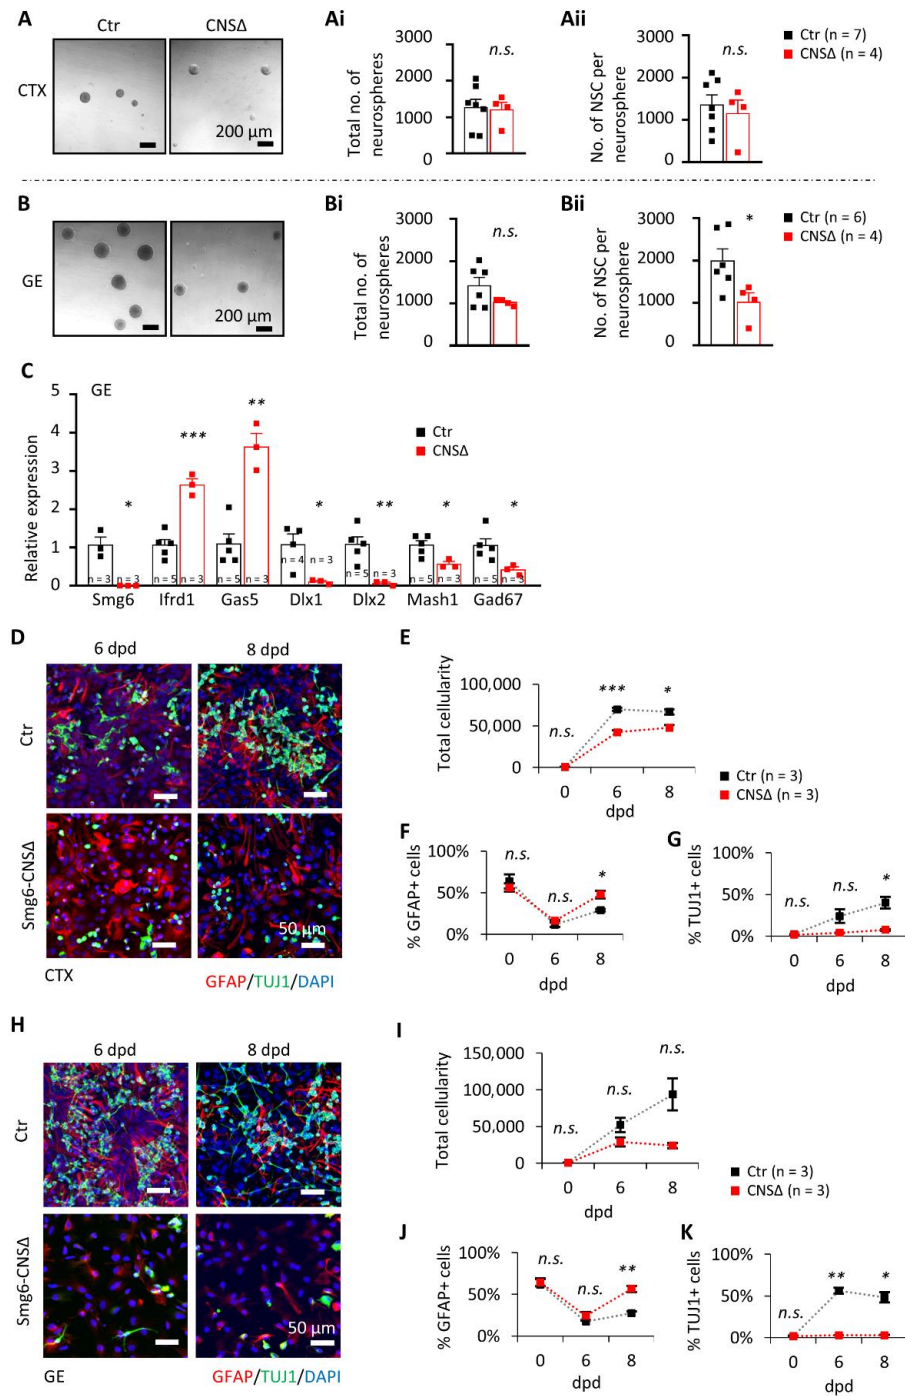 A
Ctr
CNSΔ
CTX
200 µm
Ai
3000
2000
1000
0
Total no. of
neurospheres
n.s.
Aii
3000
2000
1000
0
No. of NSC per
neurosphere
n.s.
Ctr (n = 7)
CNSΔ (n = 4)
B
GE
200 µm
Bi
3000
2000
1000
0
Total no. of
neurospheres
n.s.
Bii
3000
2000
1000
0
No. of NSC per
neurosphere
*
Ctr (n = 6)
CNSΔ (n = 4)
C
GE
Relative expression
5
4
3
2
1
0
* *** ** * ** * *
Ctr
CNSΔ
n = 3 n = 3 n = 5 n = 3 n = 5 n = 3 n = 4 n = 3 n = 5 n = 3 n = 5 n = 3 n = 5 n = 3
Smg6 Ifrd1 Gas5 Dlx1 Dlx2 Mash1 Gad67
D
6 dpd
8 dpd
Ctr
Smg6-CNSΔ
50 µm
CTX
GFAP/TUJ1/DAPI
E
Total cellularity
100,000
50,000
0
n.s. *** *
0 6 8
dpd
Ctr (n = 3)
CNSΔ (n = 3)
F
% GFAP+ cells
100%
50%
0%
n.s. n.s. *
0 6 8
dpd
G
% TUJ1+ cells
100%
50%
0%
n.s. n.s. *
0 6 8
dpd
H
6 dpd
8 dpd
Ctr
Smg6-CNSΔ
50 µm
GE
GFAP/TUJ1/DAPI
I
Total cellularity
150,000
100,000
50,000
0
n.s. n.s. n.s.
0 6 8
dpd
Ctr (n = 3)
CNSΔ (n = 3)
J
% GFAP+ cells
100%
50%
0%
n.s. n.s. **
0 6 8
dpd
K
% TUJ1+ cells
100%
50%
0%
n.s. ** *
0 6 8
dpd